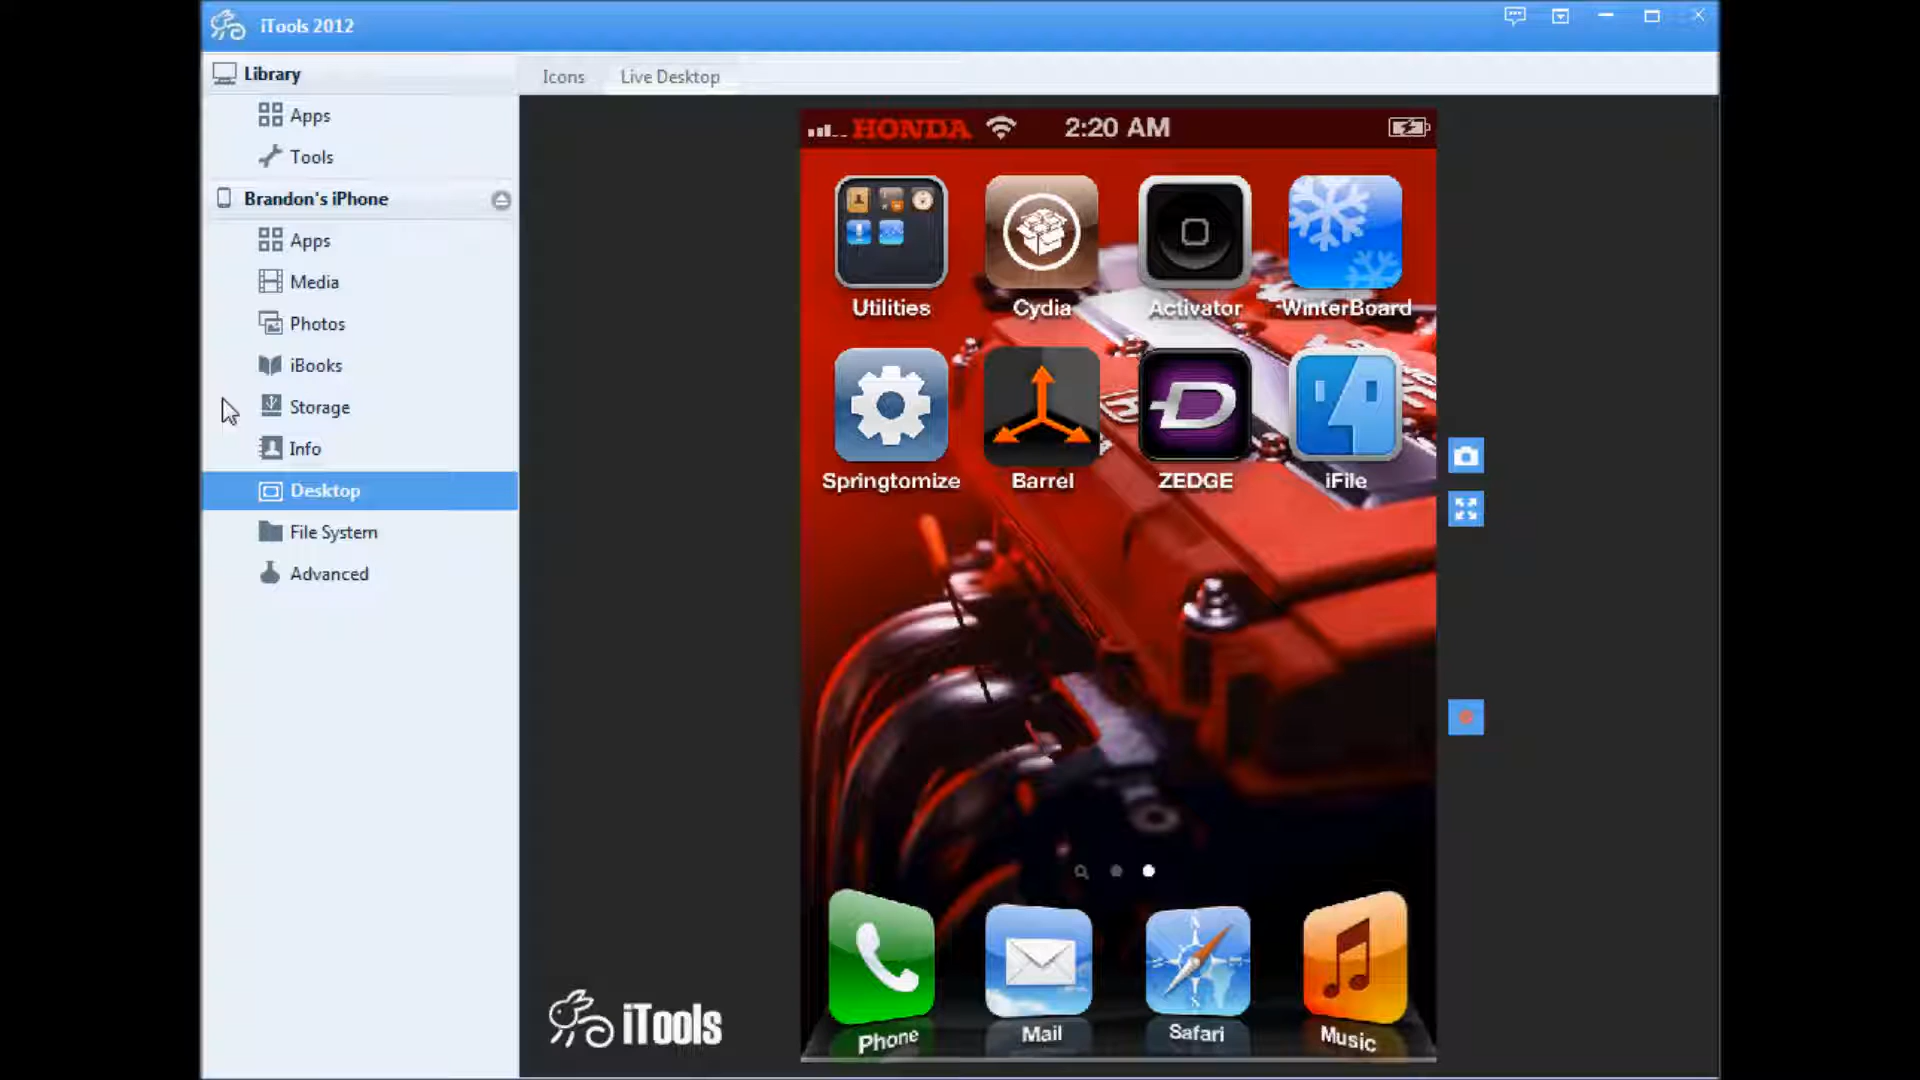 iTools 2012
Library
Icons
Live Desktop
Apps
Tools
Brandon's iPhone
Apps
Media
Photos
iBooks
Storage
Info
Desktop
File System
Advanced
HONDA
2:20 AM
Utilities
Cydia
Activator
WinterBoard
Springtomize
Barrel
ZEDGE
iFile
Phone
Mail
Safari
Music
iTools